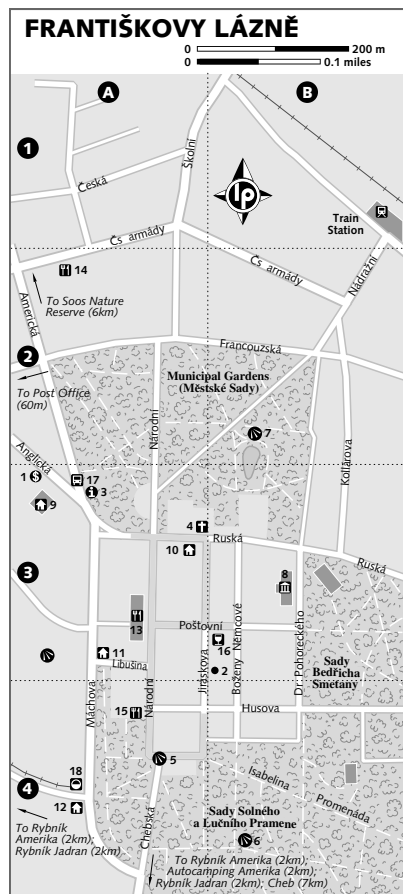 FRANTIŠKOVY LÁZNĚ
0 200 m
0 0.1 miles
A
B
1
Školní
Česká
lp
Train
Station
Čs armády
Čs armády
Nádražní
14
To Soos Nature
Reserve (6km)
Americká
Francouzská
2
Municipal Gardens
(Městské Sady)
To Post Office
(60m)
Národní
7
Kollárova
Anglická
1 $
17
i 3
9
4
Ruská
Ruská
10
3
8
13
Poštovní
16
11
Libušina
2
Jiráskova
Boženy Němcové
Dr. Pohoreckého
Sady
Bedřicha
Smetany
Máchova
Národní
15
Husova
5
Isabelina Promenáda
18
4
12
Chebská
Sady Solného
a Lučního Pramene
6
To Rybník
Amerika (2km);
Rybník Jadran (2km)
To Rybník Amerika (2km);
Autocamping Amerika (2km);
Rybník Jadran (2km); Cheb (7km)